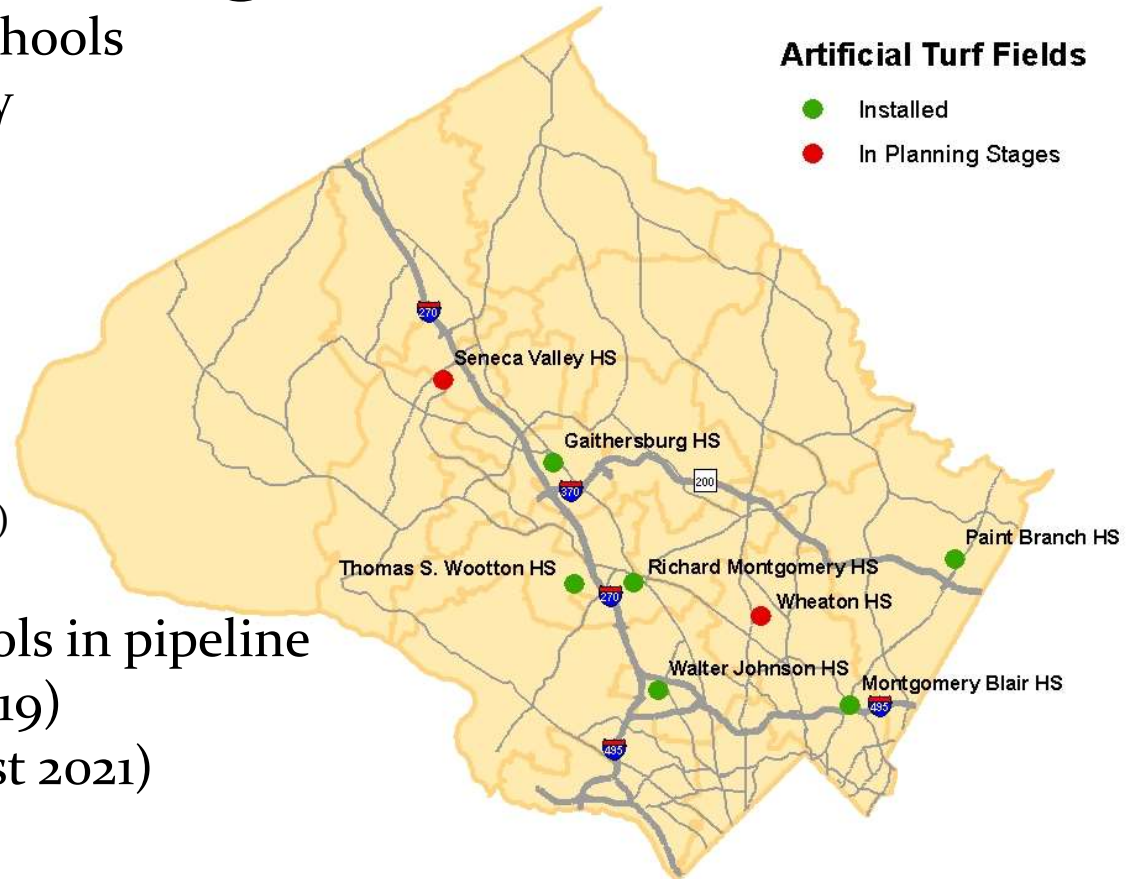 hools
y
)
ols in pipeline
19)
st 2021)
Artificial Turf Fields
Installed
In Planning Stages
270
Seneca Valley HS
Gaithersburg HS
370
200
Paint Branch HS
Thomas S. Wootton HS
Richard Montgomery HS
270
Wheaton HS
Walter Johnson HS
Montgomery Blair HS
495
495